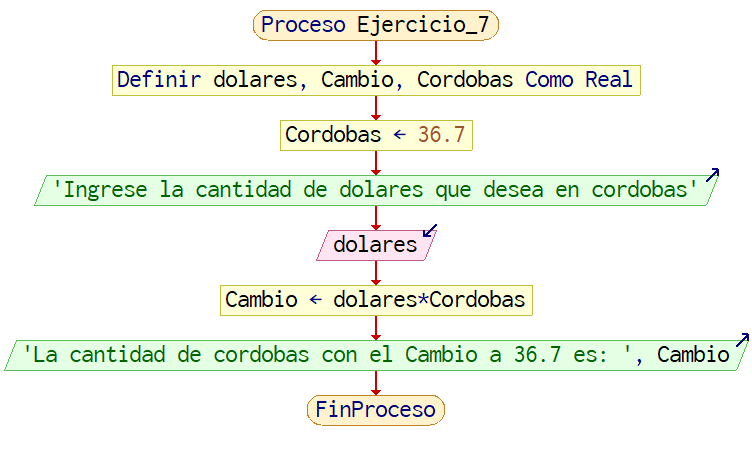 Proceso Ejercicio_7
Definir dolares, Cambio, Cordobas Como Real
Cordobas ← 36.7
'Ingrese la cantidad de dolares que desea en cordobas'
dolares
Cambio ← dolares*Cordobas
'La cantidad de cordobas con el Cambio a 36.7 es: ', Cambio
FinProceso